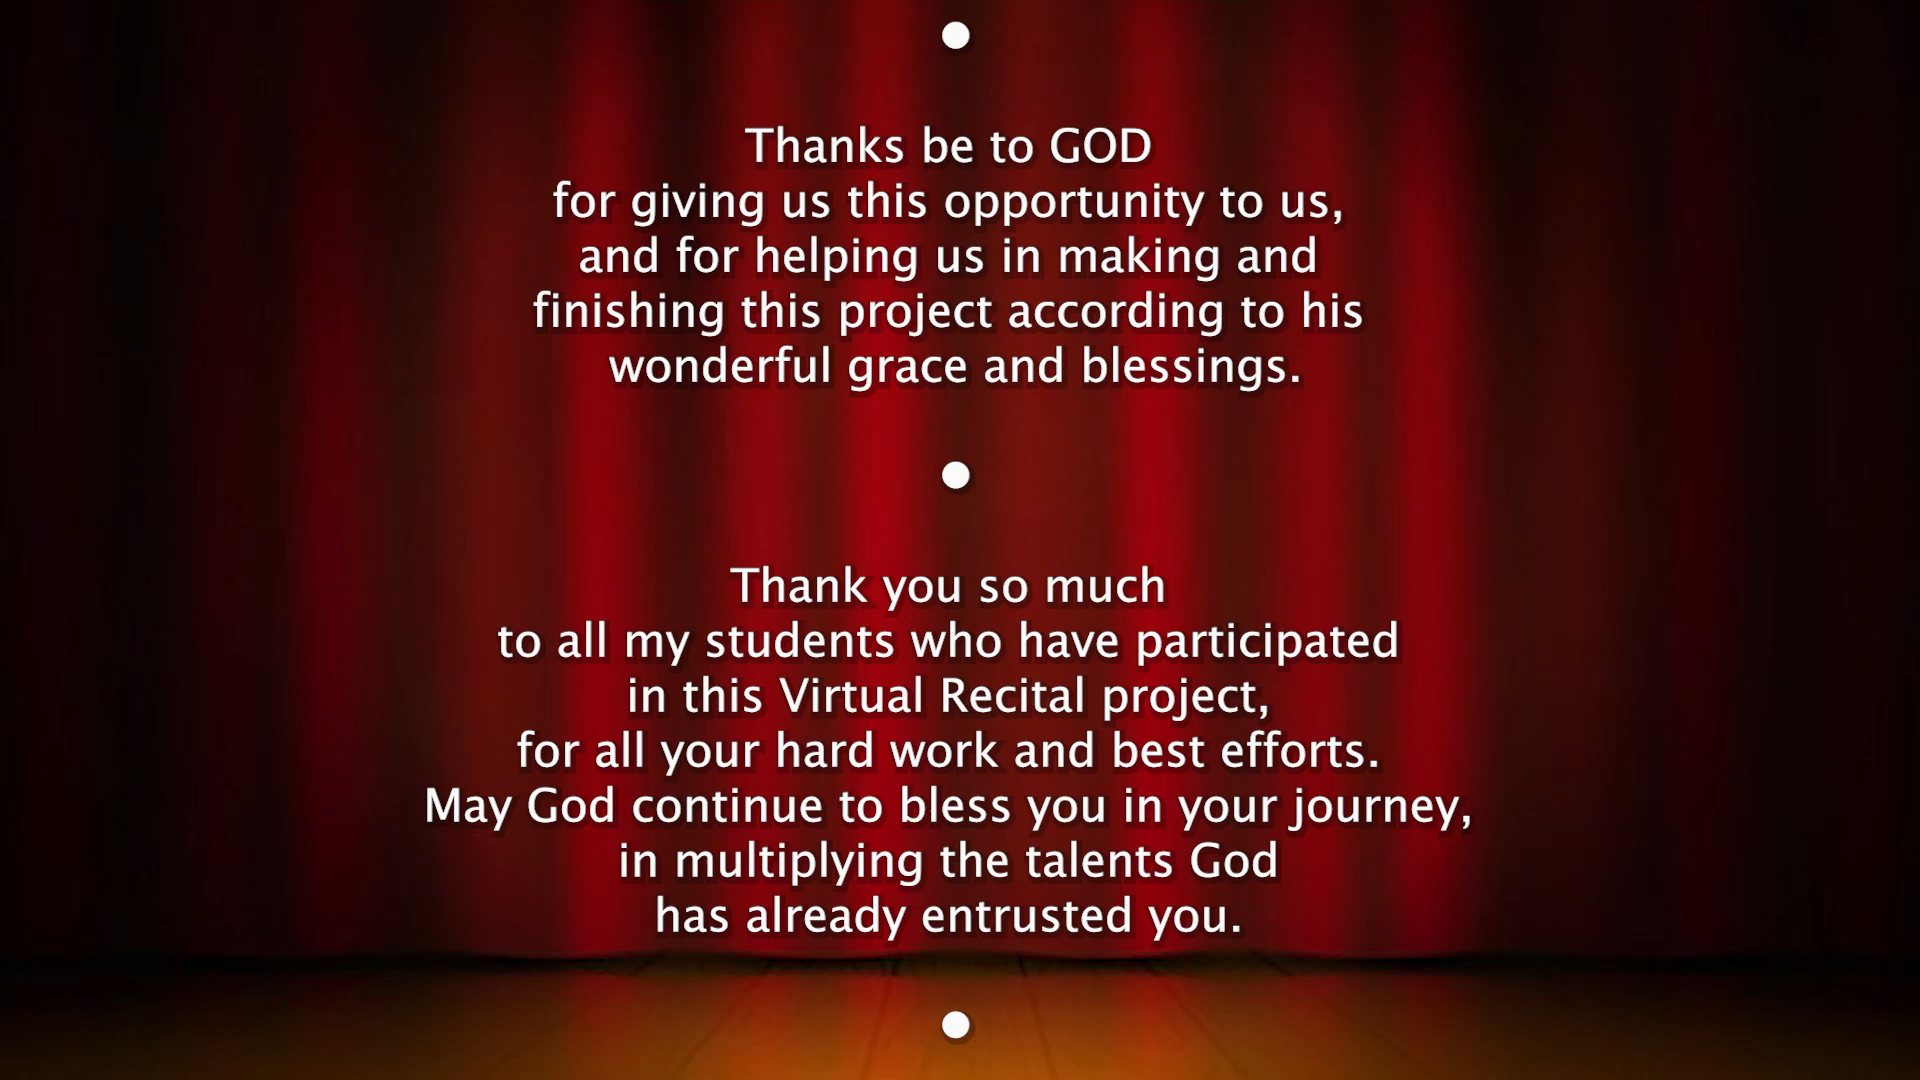 Thanks be to GOD
for giving us this opportunity to us,
and for helping us in making and
finishing this project according to his
wonderful grace and blessings.
Thank you so much
to all my students who have participated
in this Virtual Recital project,
for all your hard work and best efforts.
May God continue to bless you in your journey,
in multiplying the talents God
has already entrusted you.